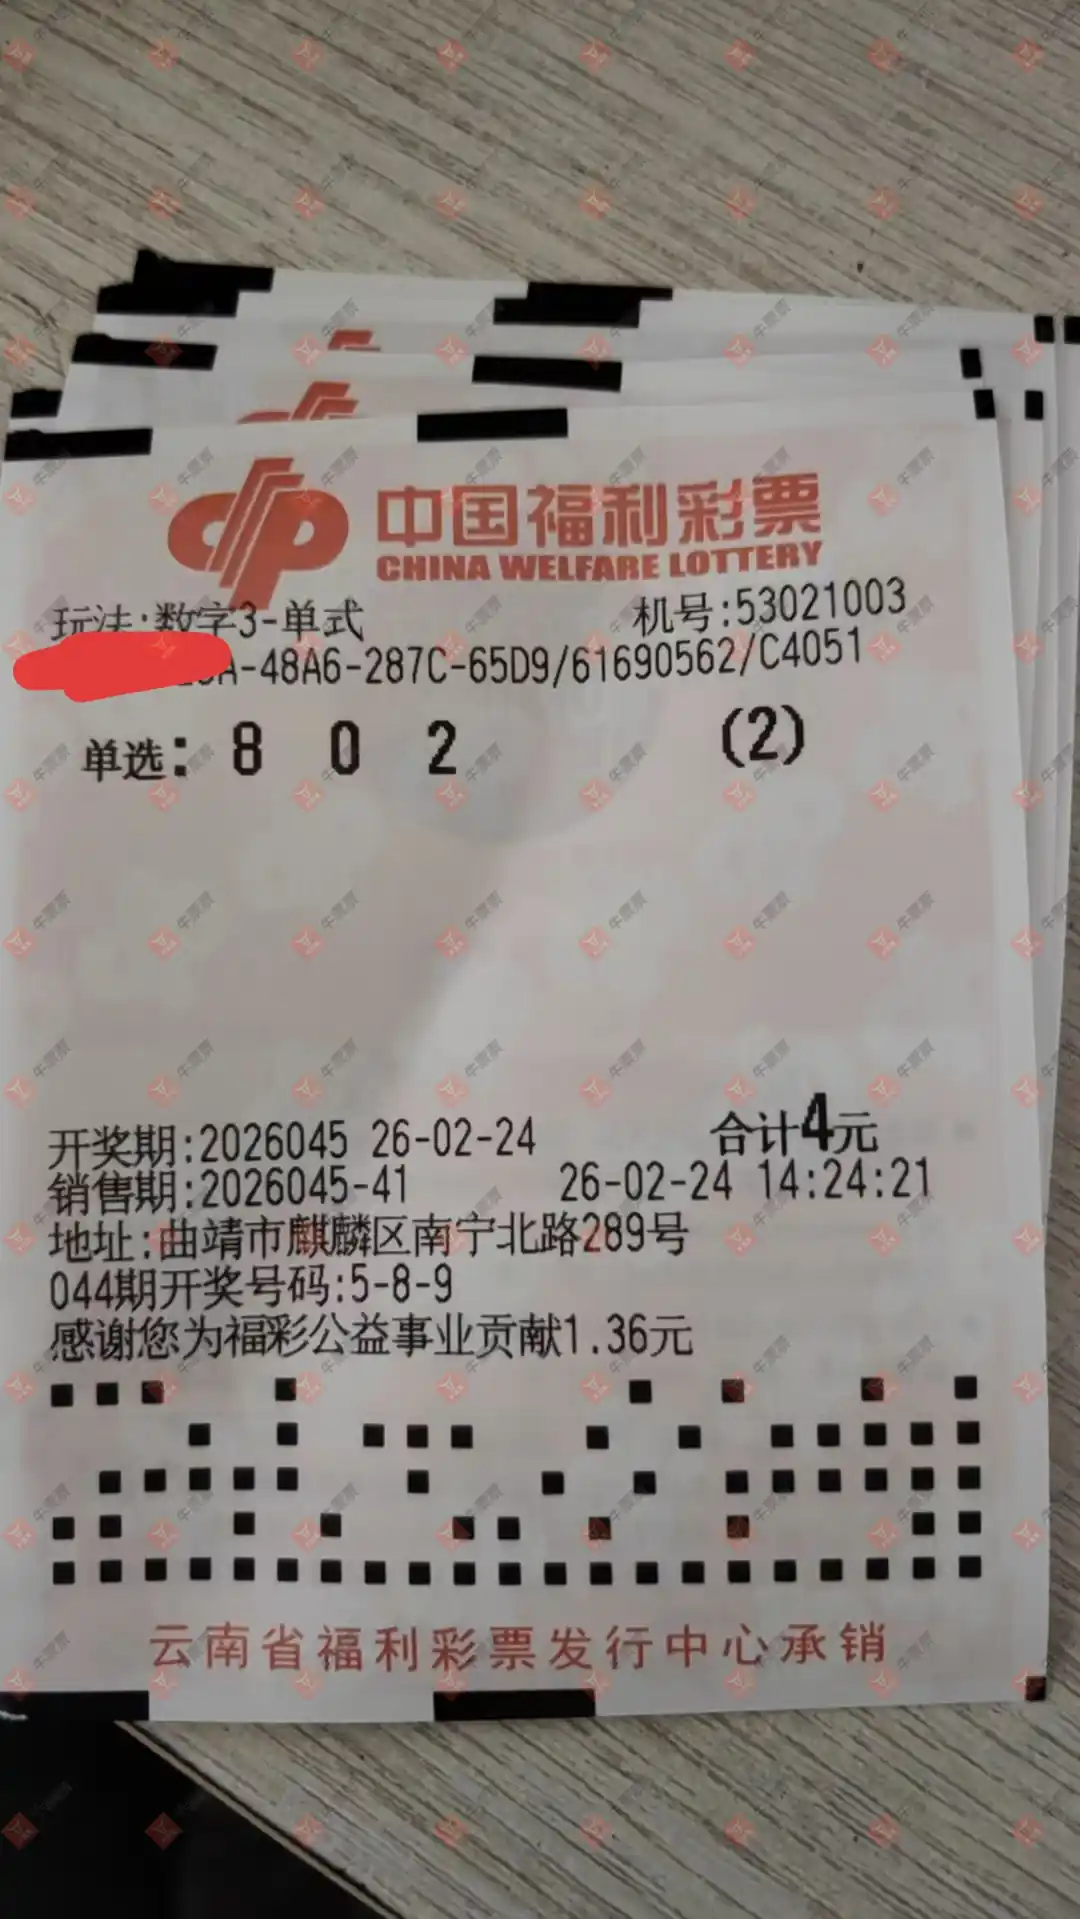 中国福利彩票
CHINA WELFARE LOTTERY
玩法:数字3-单式 机号:53021003
A-48A6-287C-65D9/61690562/C4051
单选: 8 0 2 (2)
开奖期:2026045 26-02-24 合计4元
销售期:2026045-41 26-02-24 14:24:21
地址:曲靖市麒麟区南宁北路289号
044期开奖号码:5-8-9
感谢您为福彩公益事业贡献1.36元
云南省福利彩票发行中心承销